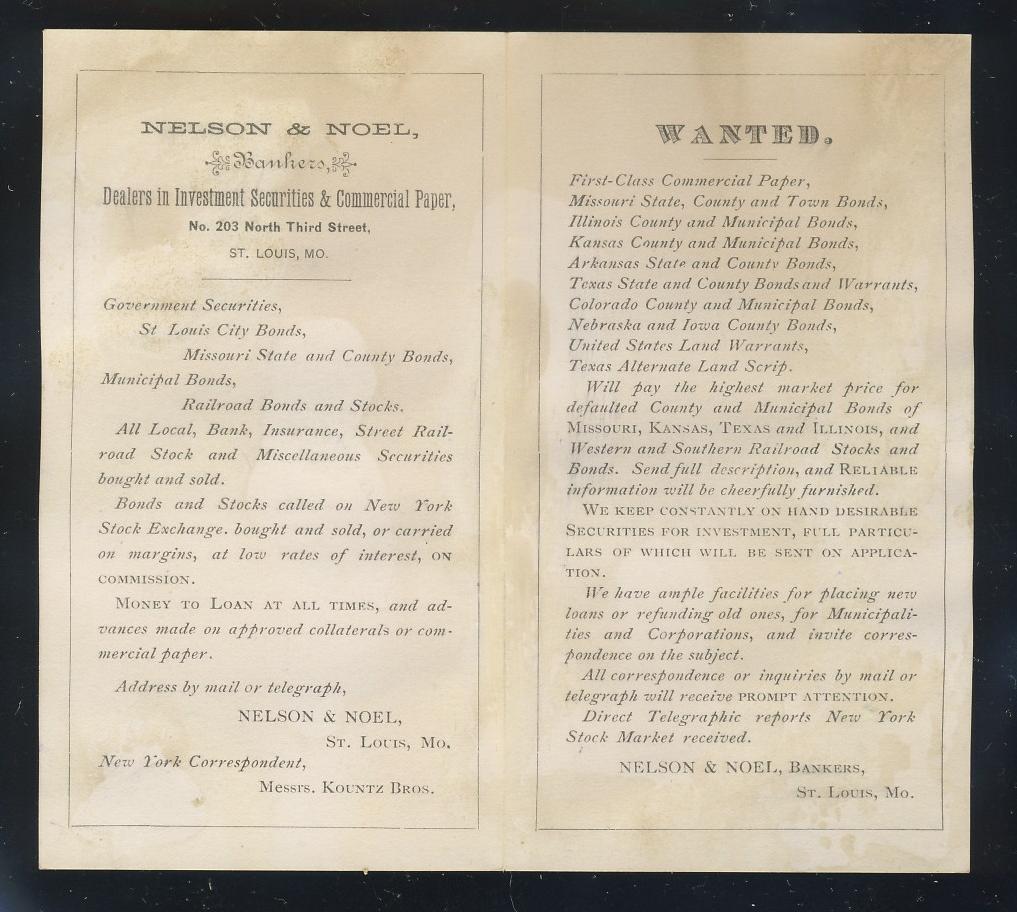 NELSON & NOEL,
Bankers,
Dealers in Investment Securities & Commercial Paper,
No. 203 North Third Street,
ST. LOUIS, MO.
Government Securities,
St Louis City Bonds,
Missouri State and County Bonds,
Municipal Bonds,
Railroad Bonds and Stocks.
All Local, Bank, Insurance, Street Rail-
road Stock and Miscellaneous Securities
bought and sold.
Bonds and Stocks called on New York
Stock Exchange. bought and sold, or carried
on margins, at low rates of interest, ON
COMMISSION.
MONEY TO LOAN AT ALL TIMES, and ad-
vances made on approved collaterals or com-
mercial paper.
Address by mail or telegraph,
NELSON & NOEL,
ST. LOUIS, MO.
New York Correspondent,
Messrs. KOUNTZ BROS.
WANTED.
First-Class Commercial Paper,
Missouri State, County and Town Bonds,
Illinois County and Municipal Bonds,
Kansas County and Municipal Bonds,
Arkansas State and County Bonds,
Texas State and County Bonds and Warrants,
Colorado County and Municipal Bonds,
Nebraska and Iowa County Bonds,
United States Land Warrants,
Texas Alternate Land Scrip.
Will pay the highest market price for
defaulted County and Municipal Bonds of
MISSOURI, KANSAS, TEXAS and ILLINOIS, and
Western and Southern Railroad Stocks and
Bonds. Send full description, and RELIABLE
information will be cheerfully furnished.
WE KEEP CONSTANTLY ON HAND DESIRABLE
SECURITIES FOR INVESTMENT, FULL PARTICU-
LARS OF WHICH WILL BE SENT ON APPLICA-
TION.
We have ample facilities for placing new
loans or refunding old ones, for Municipali-
ties and Corporations, and invite corres-
pondence on the subject.
All correspondence or inquiries by mail or
telegraph will receive PROMPT ATTENTION.
Direct Telegraphic reports New York
Stock Market received.
NELSON & NOEL, BANKERS,
ST. LOUIS, MO.